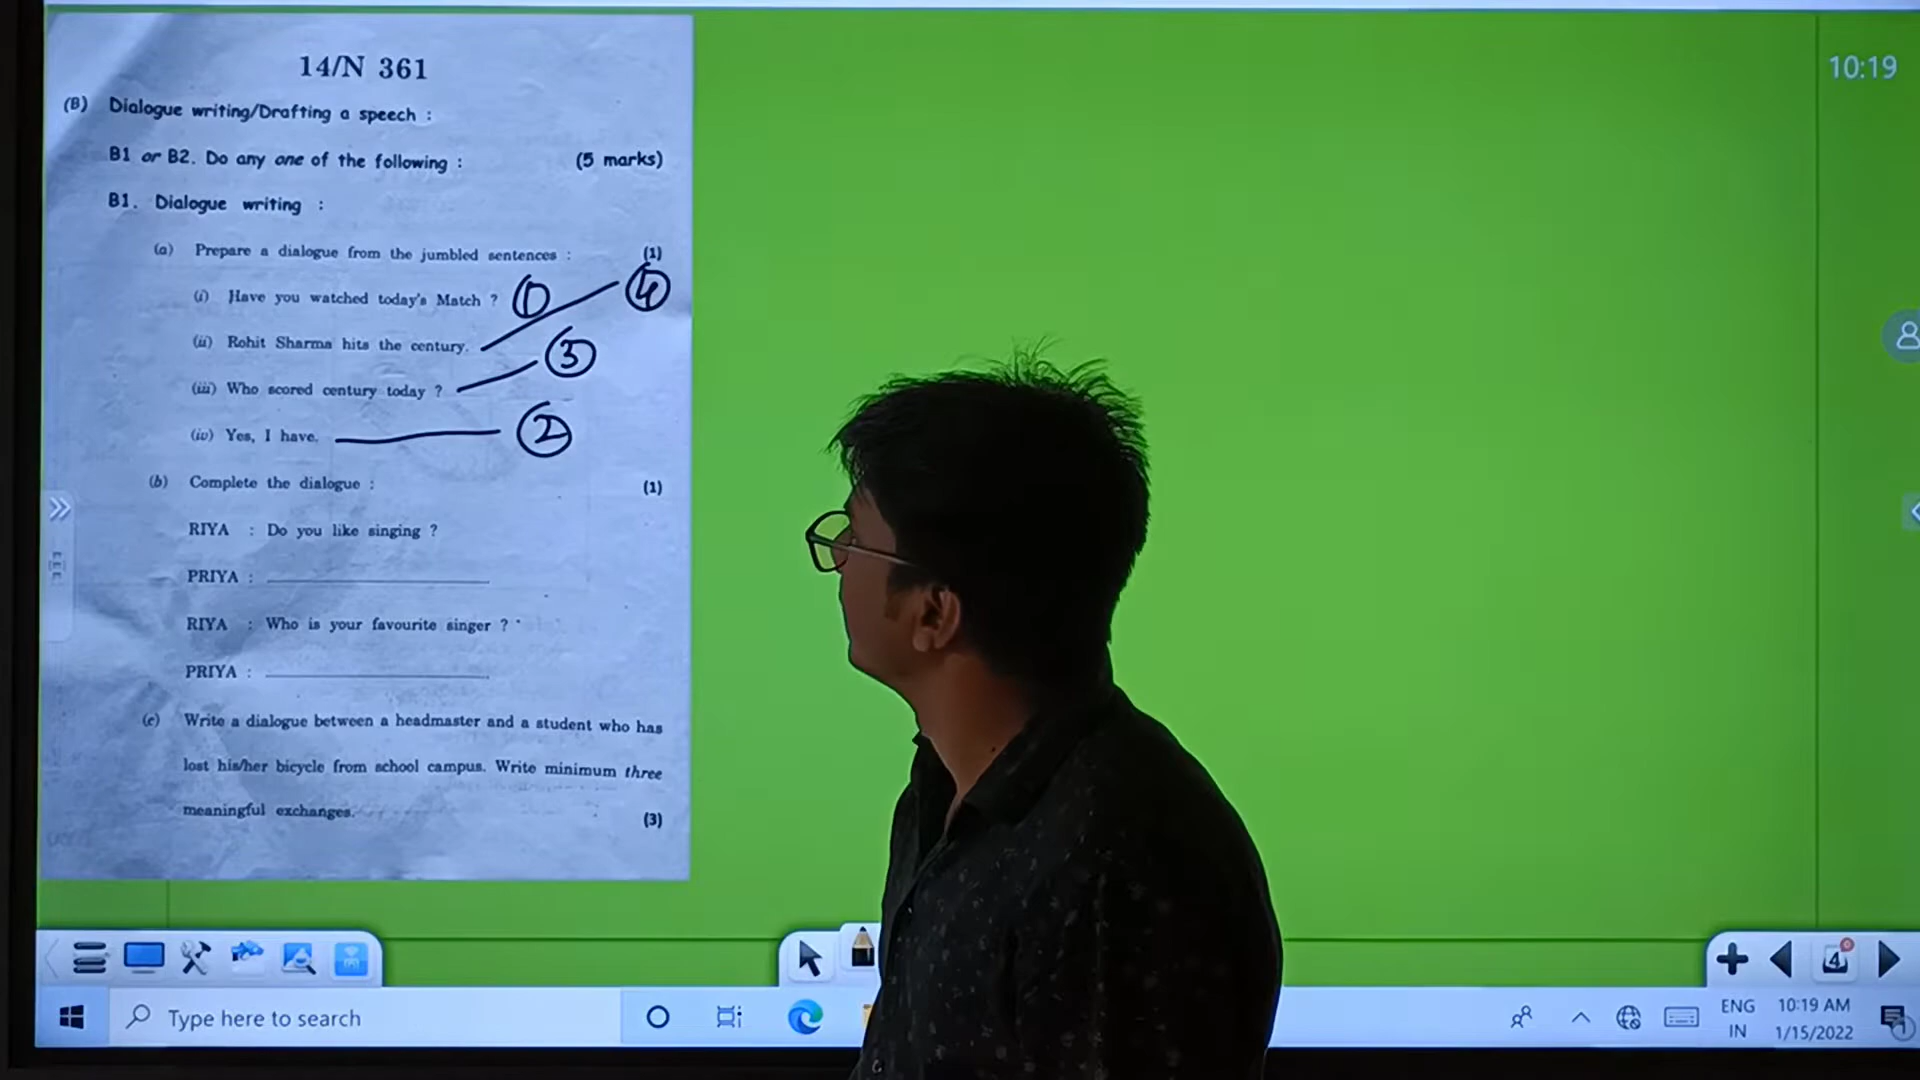 14/N 361
10:19
(B) Dialogue writing/Drafting a speech :
B1 or B2. Do any one of the following : (5 marks)
B1. Dialogue writing :
(a) Prepare a dialogue from the jumbled sentences : (1)
(i) Have you watched today's Match ? 1 4
(ii) Rohit Sharma hits the century. 3
(iii) Who scored century today ?
(iv) Yes, I have. 2
(b) Complete the dialogue : (1)
RIYA : Do you like singing ?
PRIYA :
RIYA : Who is your favourite singer ?
PRIYA :
(c) Write a dialogue between a headmaster and a student who has
lost his/her bicycle from school campus. Write minimum three
meaningful exchanges. (3)
4
Type here to search
ENG
IN
10:19 AM
1/15/2022